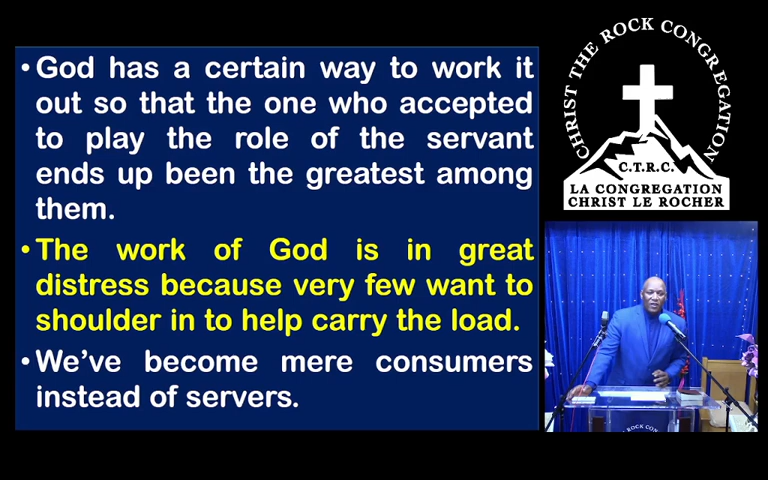 • God has a certain way to work it
out so that the one who accepted
to play the role of the servant
ends up been the greatest among
them.
• The work of God is in great
distress because very few want to
shoulder in to help carry the load.
• We've become mere consumers
instead of servers.
CHRIST THE ROCK CONGREGATION
C.T.R.C.
LA CONGREGATION
CHRIST LE ROCHER
THE ROCK CONG